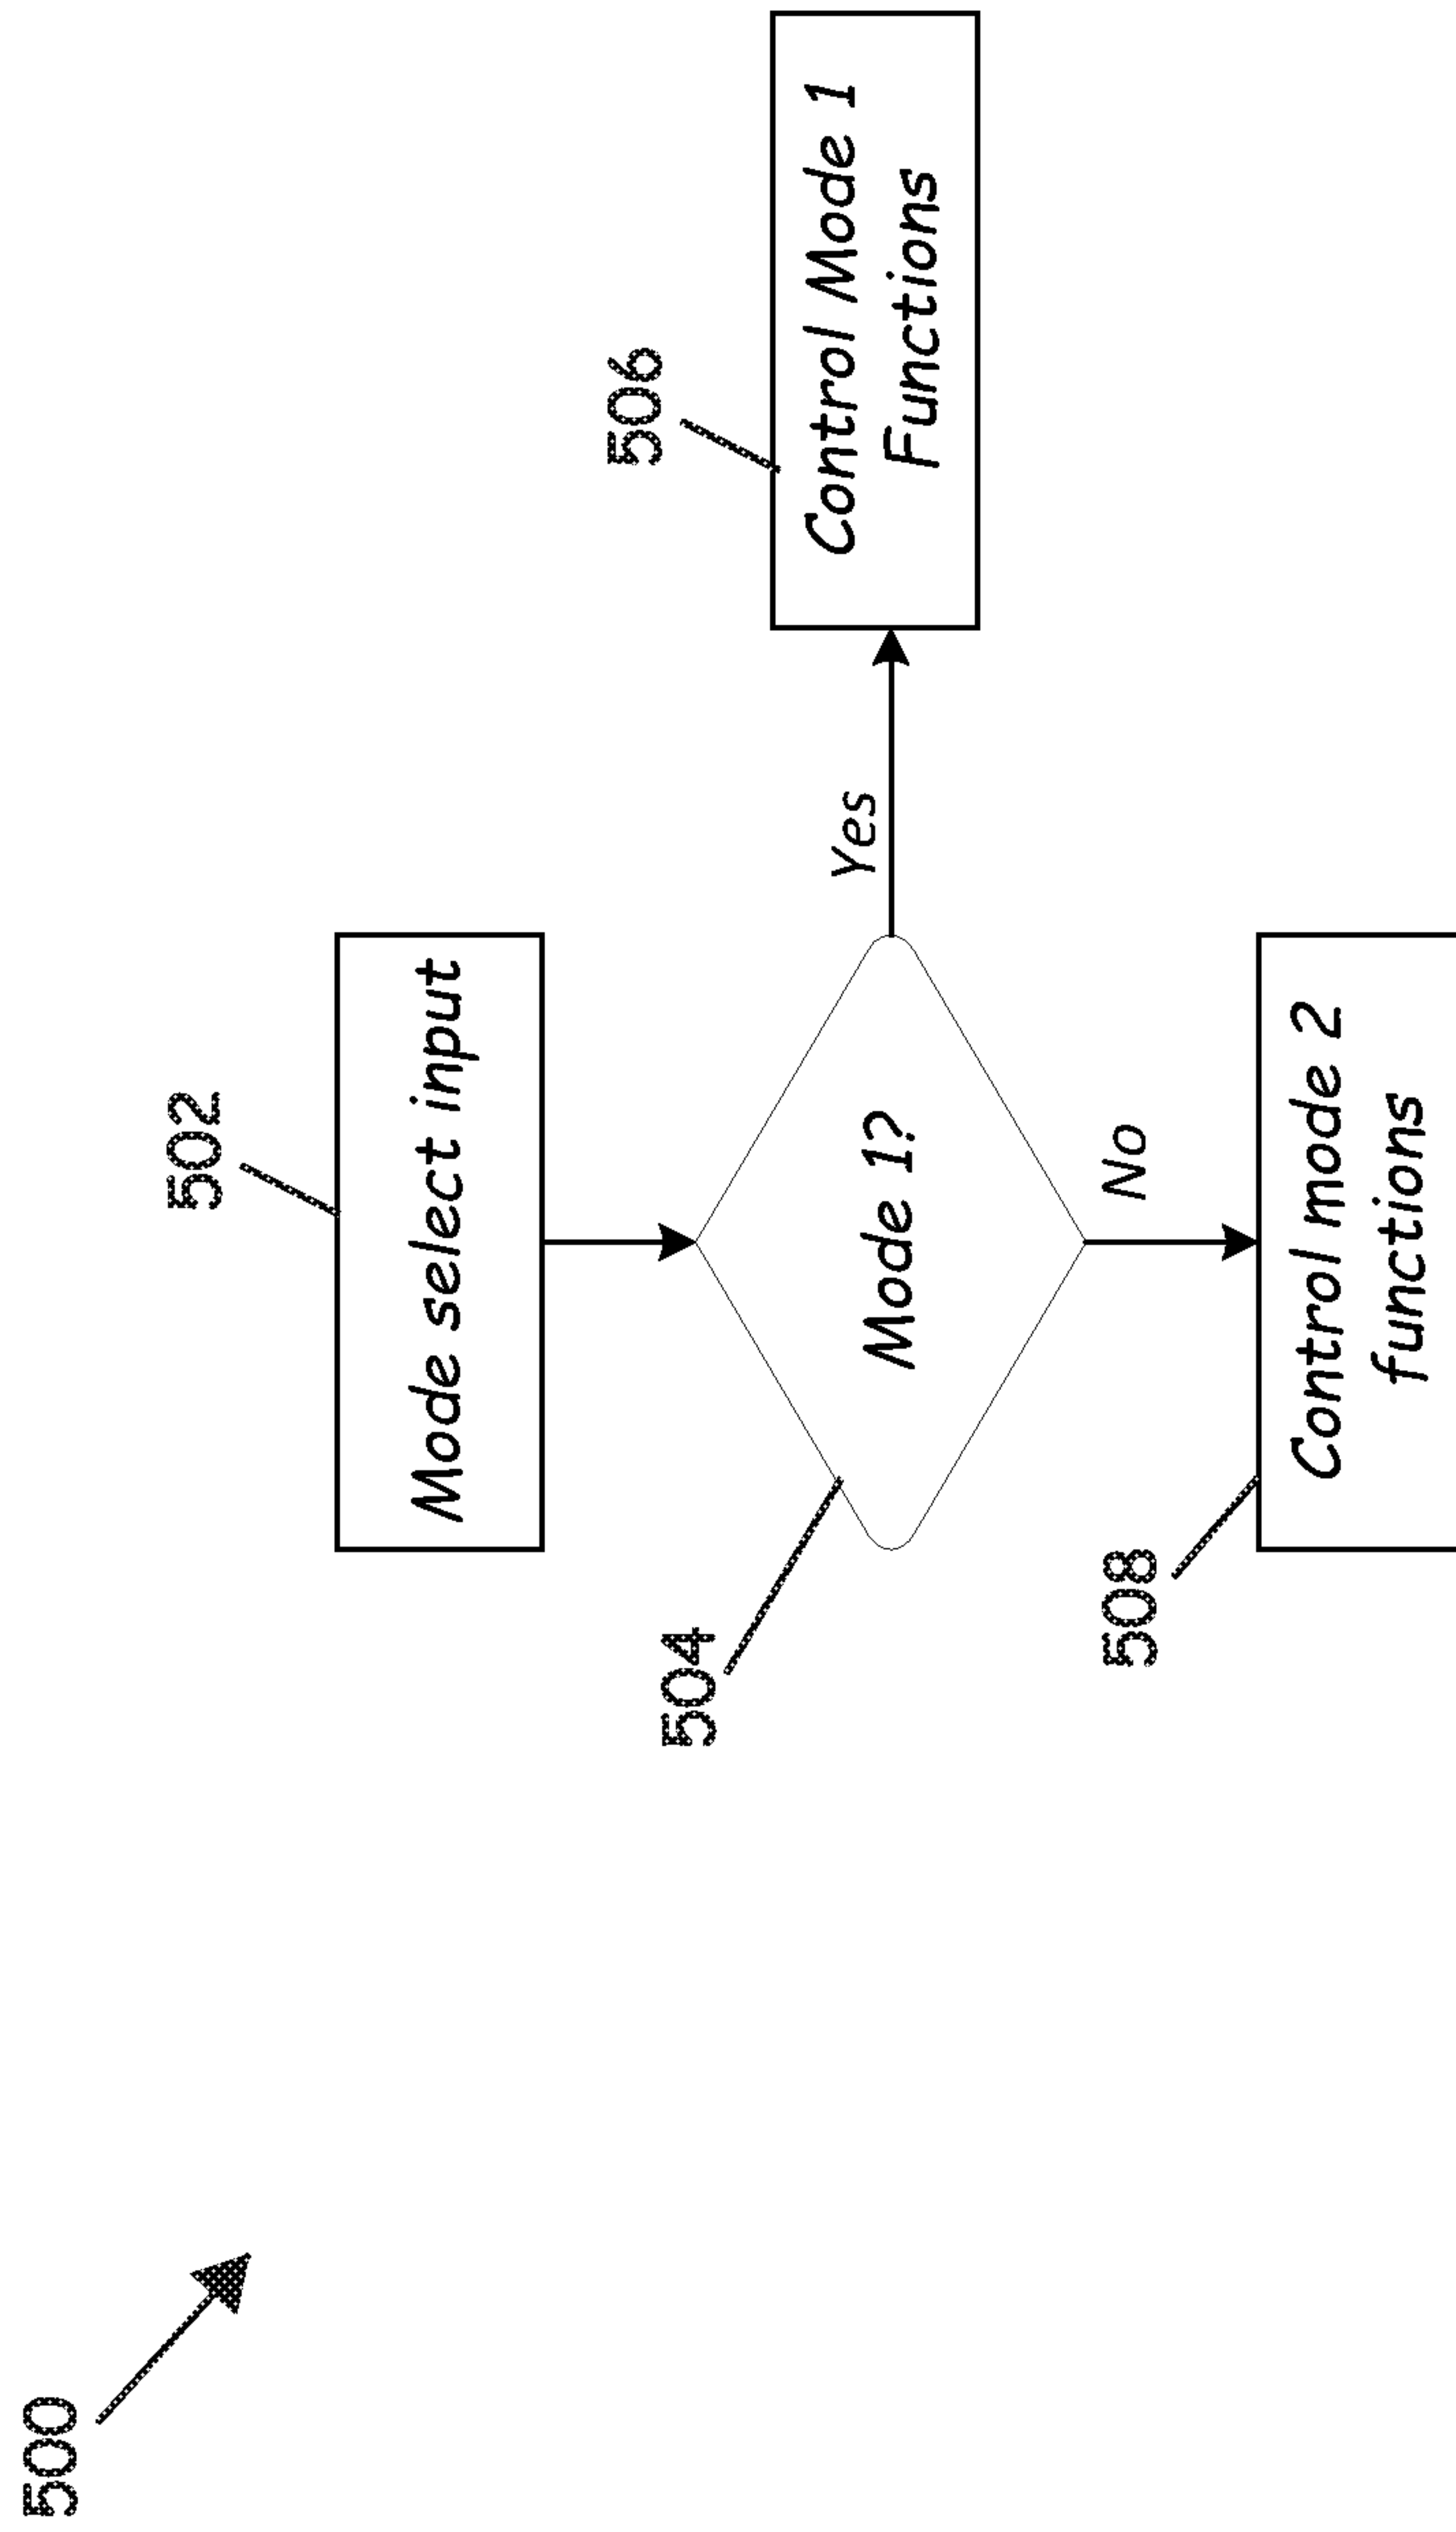 500
502
Mode select input
504
Mode 1?
Yes
506
Control Mode 1
Functions
No
508
Control mode 2
functions